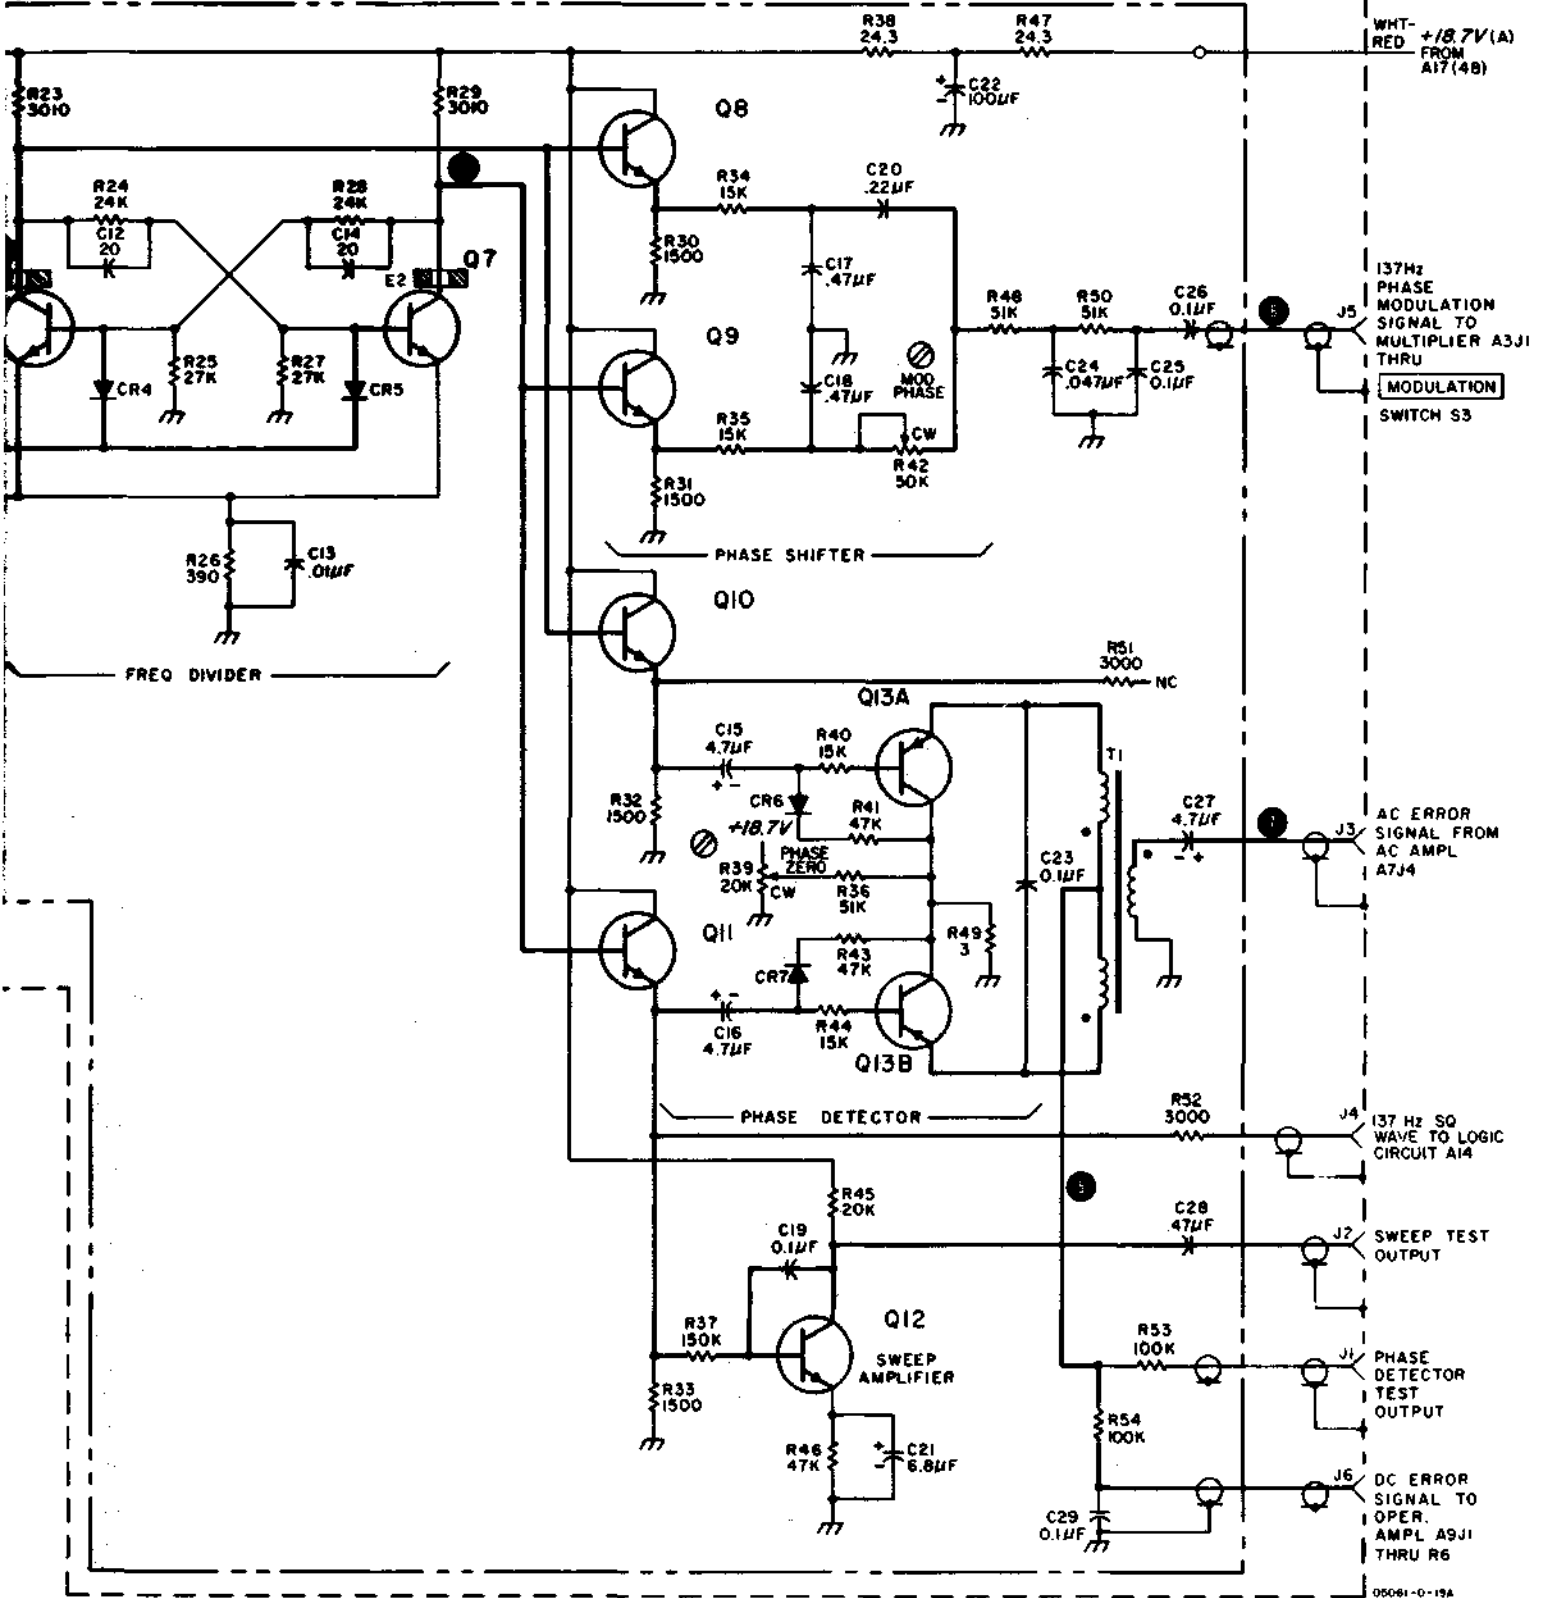 R38
24.3
R47
24.3
WHT-
RED
+18.7V(A)
FROM
A17(4B)
R23
3010
R29
3010
C22
100µF
Q8
R24
24K
C12
20
R28
24K
C14
20
E2
Q7
R34
15K
C20
.22µF
R30
1500
C17
.47µF
Q9
R25
27K
R27
27K
CR4
CR5
C18
.47µF
MOD
PHASE
R48
51K
R50
51K
C26
0.1µF
C24
.047µF
C25
0.1µF
J5
137Hz
PHASE
MODULATION
SIGNAL TO
MULTIPLIER A3J1
THRU
MODULATION
SWITCH S3
R35
15K
CW
R42
50K
R31
1500
R26
390
C13
.01µF
PHASE SHIFTER
Q10
FREQ DIVIDER
R51
3000
NC
Q13A
C15
4.7µF
+ -
R40
15K
T1
R32
1500
CR6
R41
47K
+18.7V
PHASE
ZERO
R39
20K
CW
R36
51K
C23
0.1µF
C27
4.7µF
- +
J3
AC ERROR
SIGNAL FROM
AC AMPL
A7J4
Q11
R49
3
R43
47K
CR7
+ -
C16
4.7µF
R44
15K
Q13B
PHASE DETECTOR
R52
3000
J4
137 Hz SQ
WAVE TO LOGIC
CIRCUIT A14
R45
20K
C19
0.1µF
C28
47µF
J2
SWEEP TEST
OUTPUT
R37
150K
Q12
SWEEP
AMPLIFIER
R33
1500
R53
100K
J1
PHASE
DETECTOR
TEST
OUTPUT
R46
47K
C21
6.8µF
R54
100K
C29
0.1µF
J6
DC ERROR
SIGNAL TO
OPER.
AMPL A9J1
THRU R6
05061-0-19A